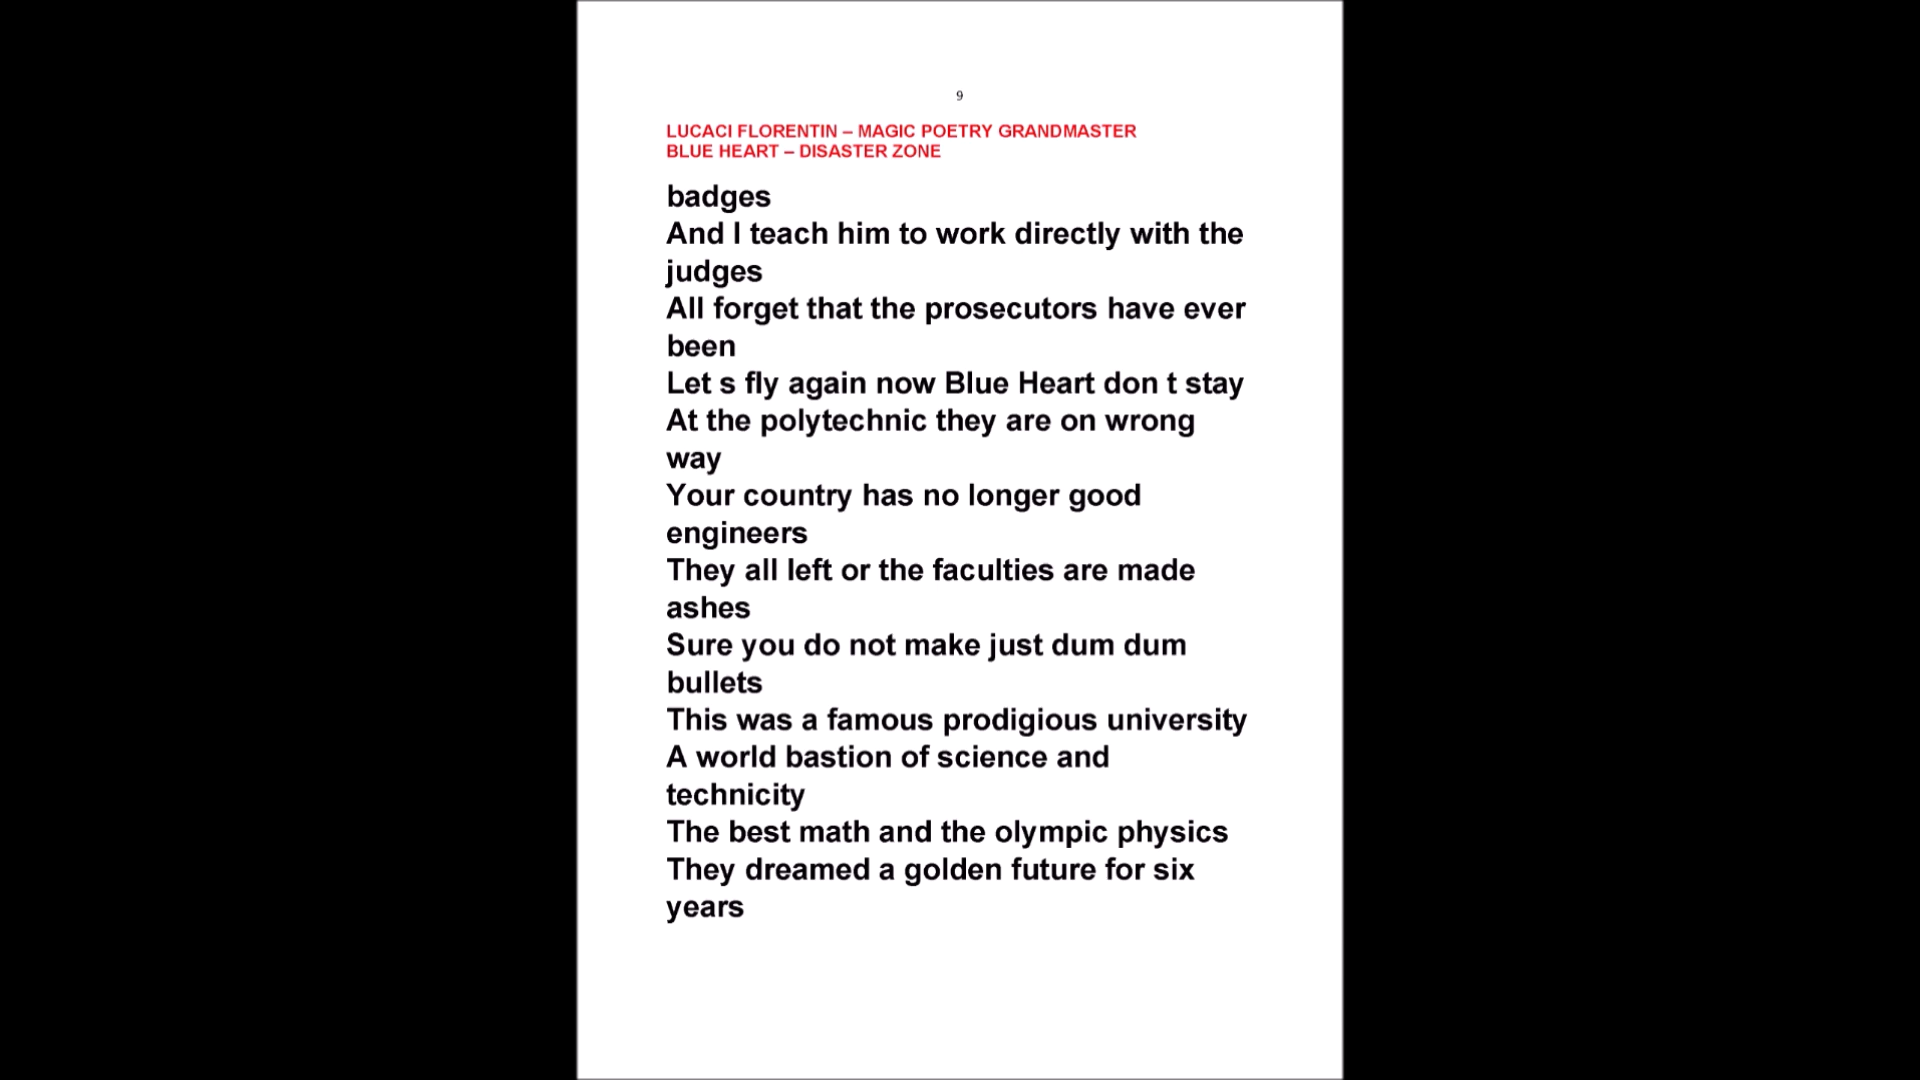 9
LUCACI FLORENTIN – MAGIC POETRY GRANDMASTER
BLUE HEART – DISASTER ZONE
badges
And I teach him to work directly with the
judges
All forget that the prosecutors have ever
been
Let s fly again now Blue Heart don t stay
At the polytechnic they are on wrong
way
Your country has no longer good
engineers
They all left or the faculties are made
ashes
Sure you do not make just dum dum
bullets
This was a famous prodigious university
A world bastion of science and
technicity
The best math and the olympic physics
They dreamed a golden future for six
years